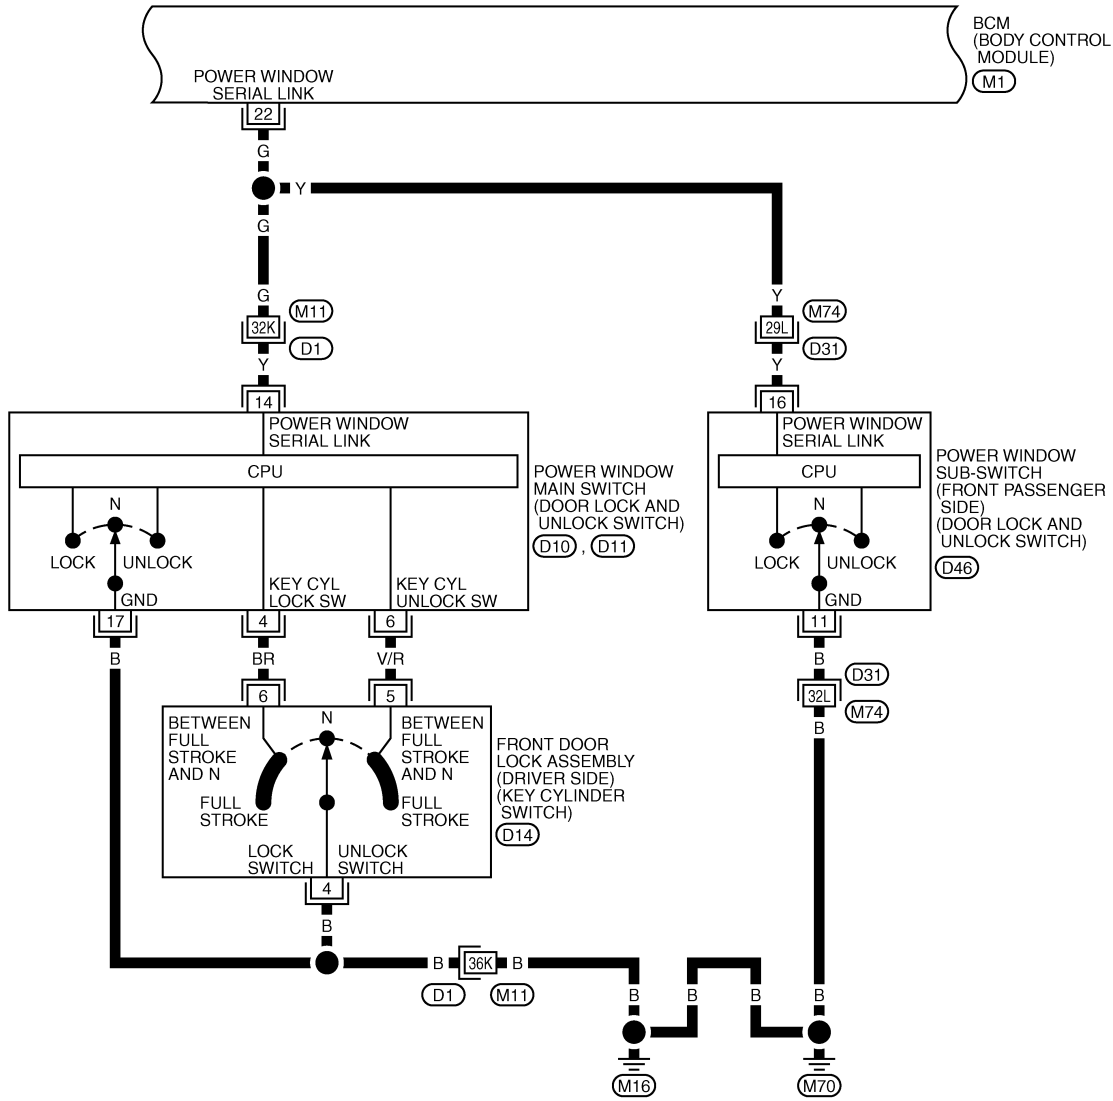 BCM
(BODY CONTROL
MODULE)
M1
POWER WINDOW
SERIAL LINK
22
G
Y
G
G
Y
M11
32K
D1
M74
29L
D31
Y
Y
14
16
POWER WINDOW
SERIAL LINK
CPU
N
LOCK
UNLOCK
GND
KEY CYL
LOCK SW
KEY CYL
UNLOCK SW
POWER WINDOW
MAIN SWITCH
(DOOR LOCK AND
UNLOCK SWITCH)
D10 , D11
POWER WINDOW
SERIAL LINK
CPU
N
LOCK
UNLOCK
GND
POWER WINDOW
SUB-SWITCH
(FRONT PASSENGER
SIDE)
(DOOR LOCK AND
UNLOCK SWITCH)
D46
17
4
6
11
B
BR
V/R
B
6
5
D31
32L
M74
B
BETWEEN
FULL
STROKE
AND N
FULL
STROKE
N
BETWEEN
FULL
STROKE
AND N
FULL
STROKE
LOCK
SWITCH
UNLOCK
SWITCH
FRONT DOOR
LOCK ASSEMBLY
(DRIVER SIDE)
(KEY CYLINDER
SWITCH)
D14
4
B
B
36K
B
D1
M11
B
B
B
B
M16
M70